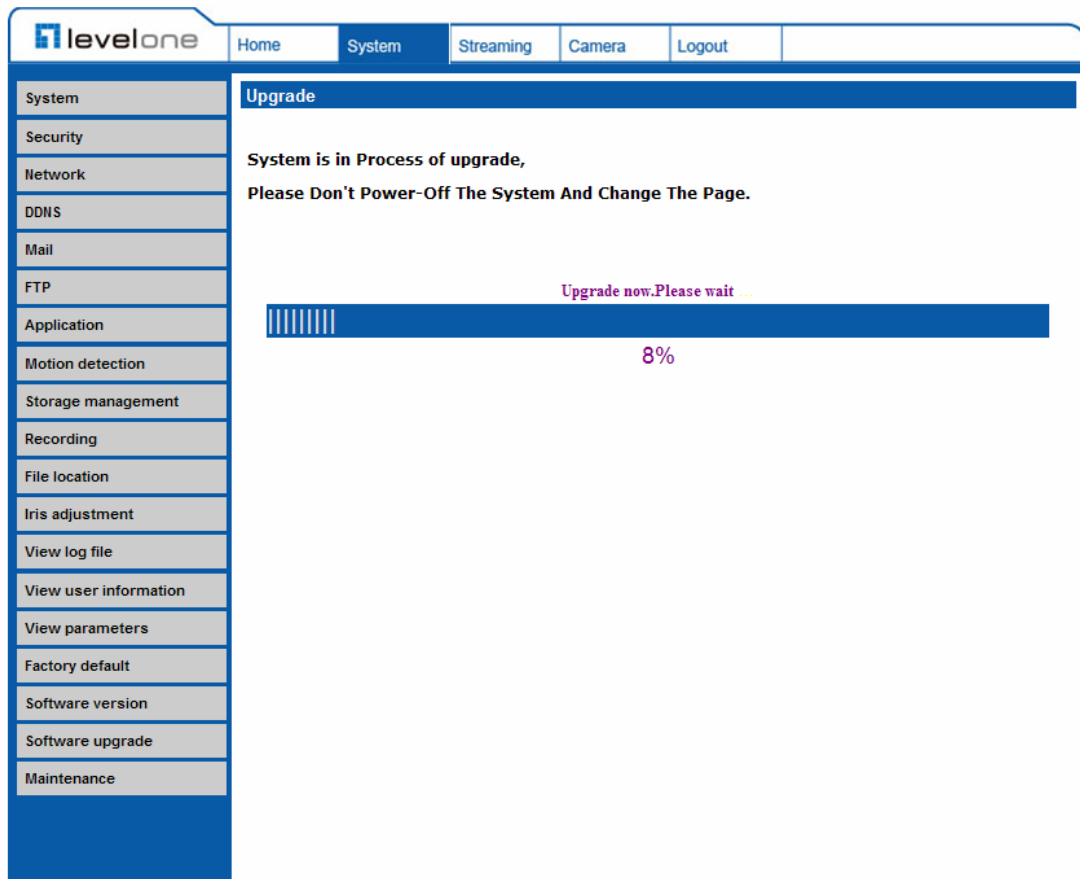 levelone
Home System Streaming Camera Logout
System
Security
Network
DDNS
Mail
FTP
Application
Motion detection
Storage management
Recording
File location
Iris adjustment
View log file
View user information
View parameters
Factory default
Software version
Software upgrade
Maintenance
Upgrade
System is in Process of upgrade,
Please Don't Power-Off The System And Change The Page.
Upgrade now.Please wait ...
8%